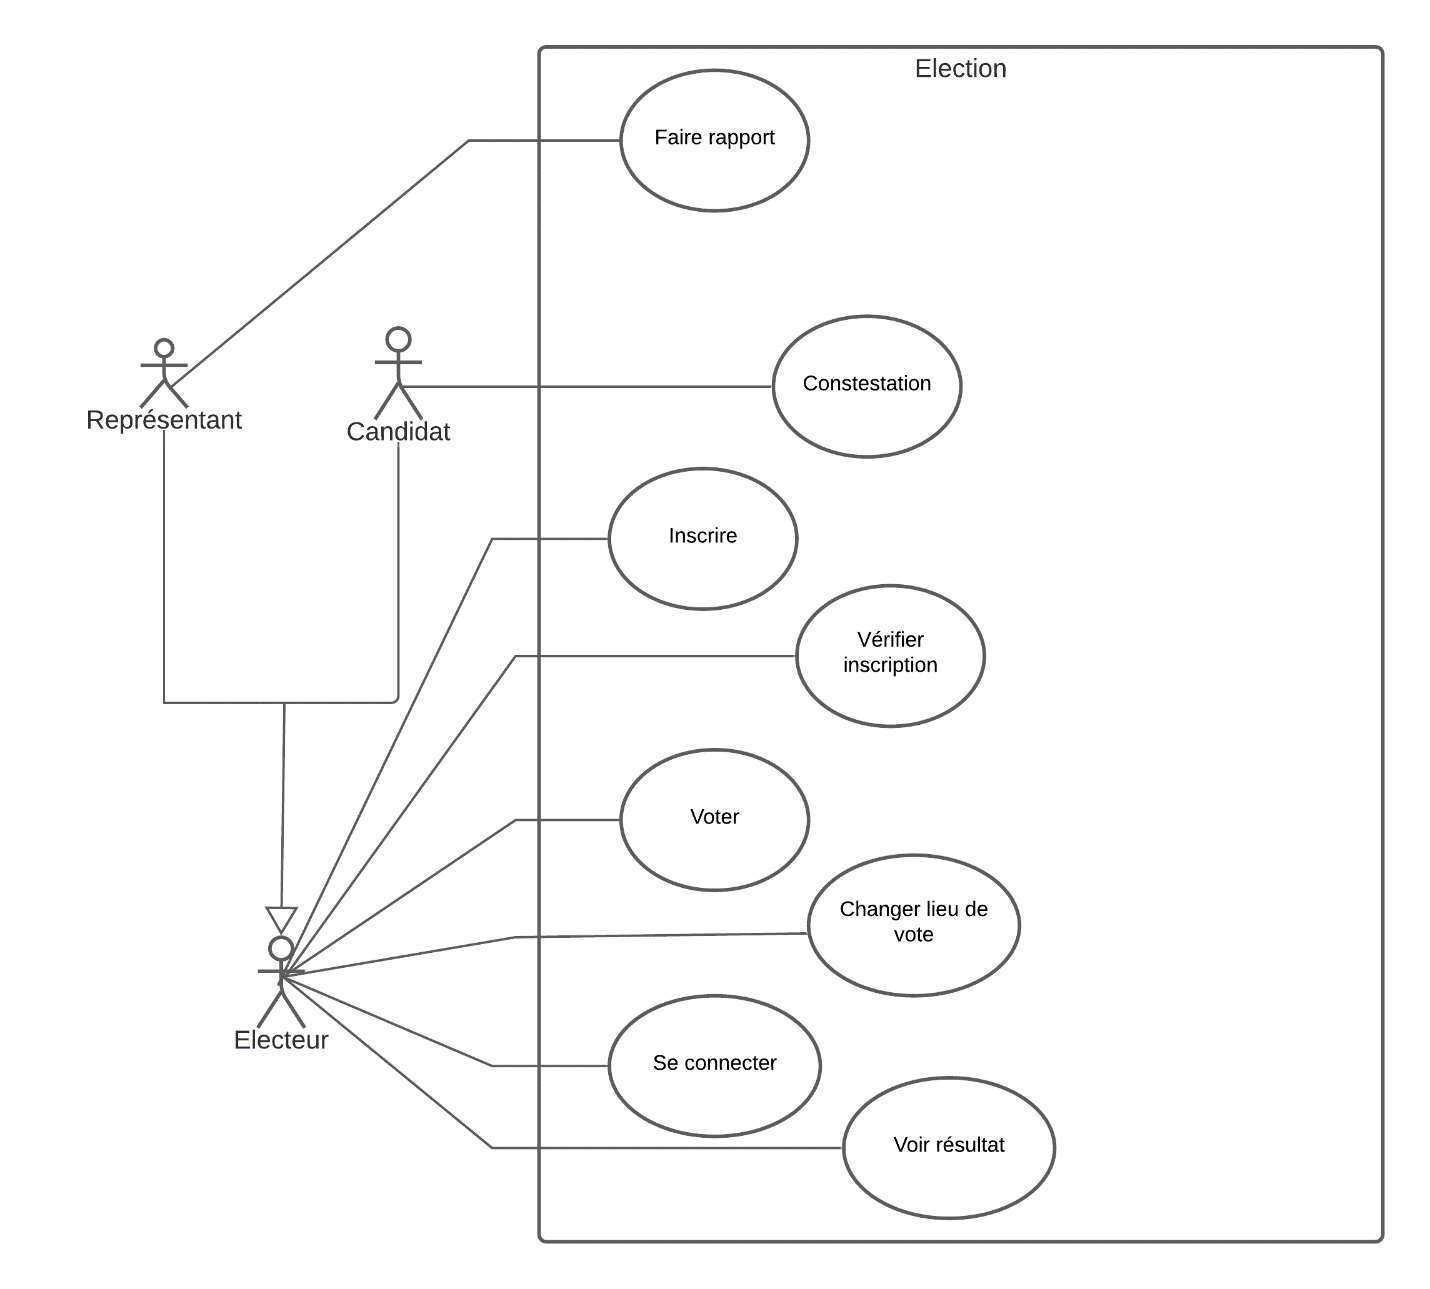 Election
Faire rapport
Représentant
Candidat
Constestation
Inscrire
Vérifier
inscription
Voter
Changer lieu de
vote
Electeur
Se connecter
Voir résultat